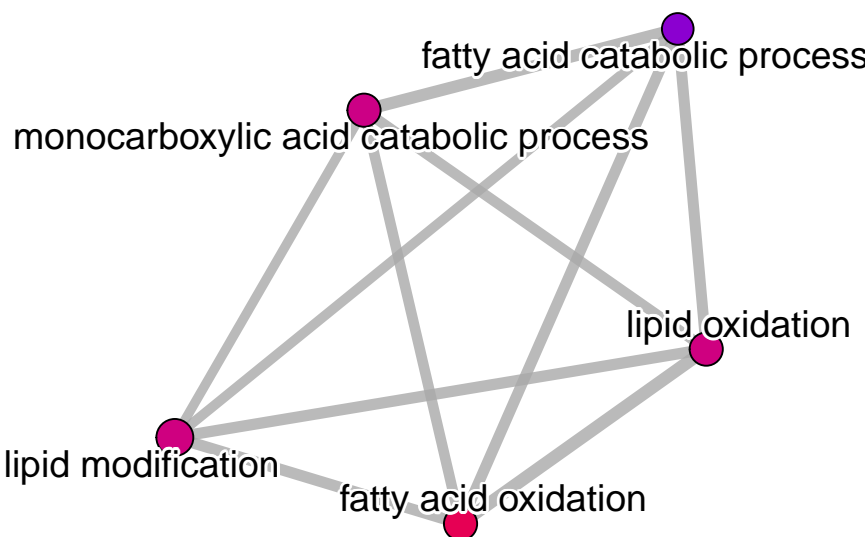 fatty acid catabolic process
monocarboxylic acid catabolic process
lipid oxidation
lipid modification
fatty acid oxidation